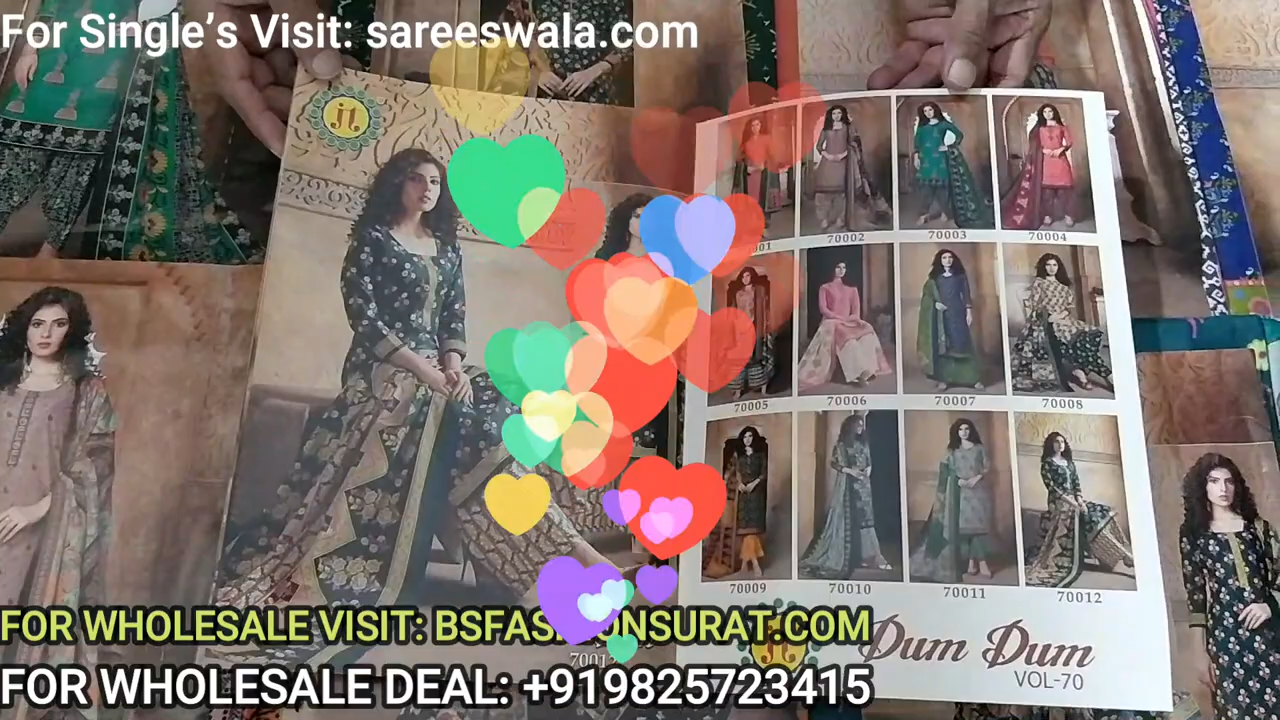 For Single’s Visit: sareeswala.com
70002 70003 70004
70005 70006 70007 70008
70009 70010 70011 70012
Dum Dum
VOL-70
FOR WHOLESALE VISIT: BSFASHIONSURAT.COM
FOR WHOLESALE DEAL: +919825723415